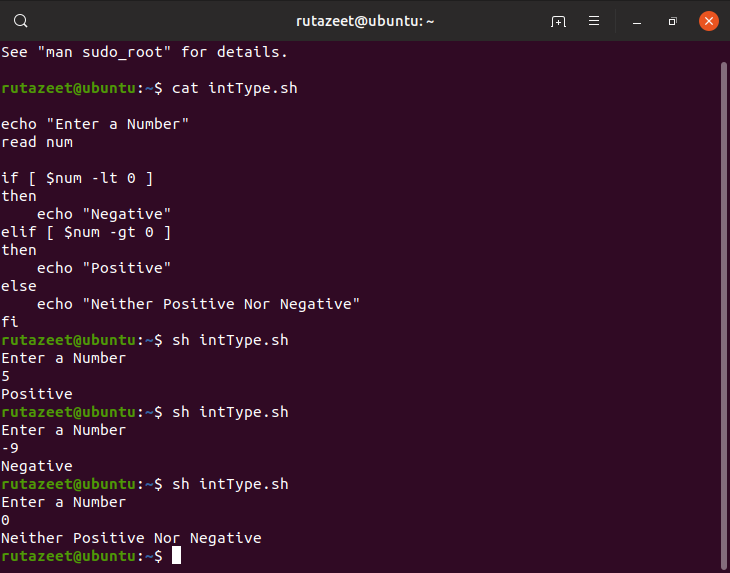 rutazeet@ubuntu: ~
See "man sudo_root" for details.
rutazeet@ubuntu:~$ cat intType.sh
echo "Enter a Number"
read num
if [ $num -lt 0 ]
then
    echo "Negative"
elif [ $num -gt 0 ]
then
    echo "Positive"
else
    echo "Neither Positive Nor Negative"
fi
rutazeet@ubuntu:~$ sh intType.sh
Enter a Number
5
Positive
rutazeet@ubuntu:~$ sh intType.sh
Enter a Number
-9
Negative
rutazeet@ubuntu:~$ sh intType.sh
Enter a Number
0
Neither Positive Nor Negative
rutazeet@ubuntu:~$